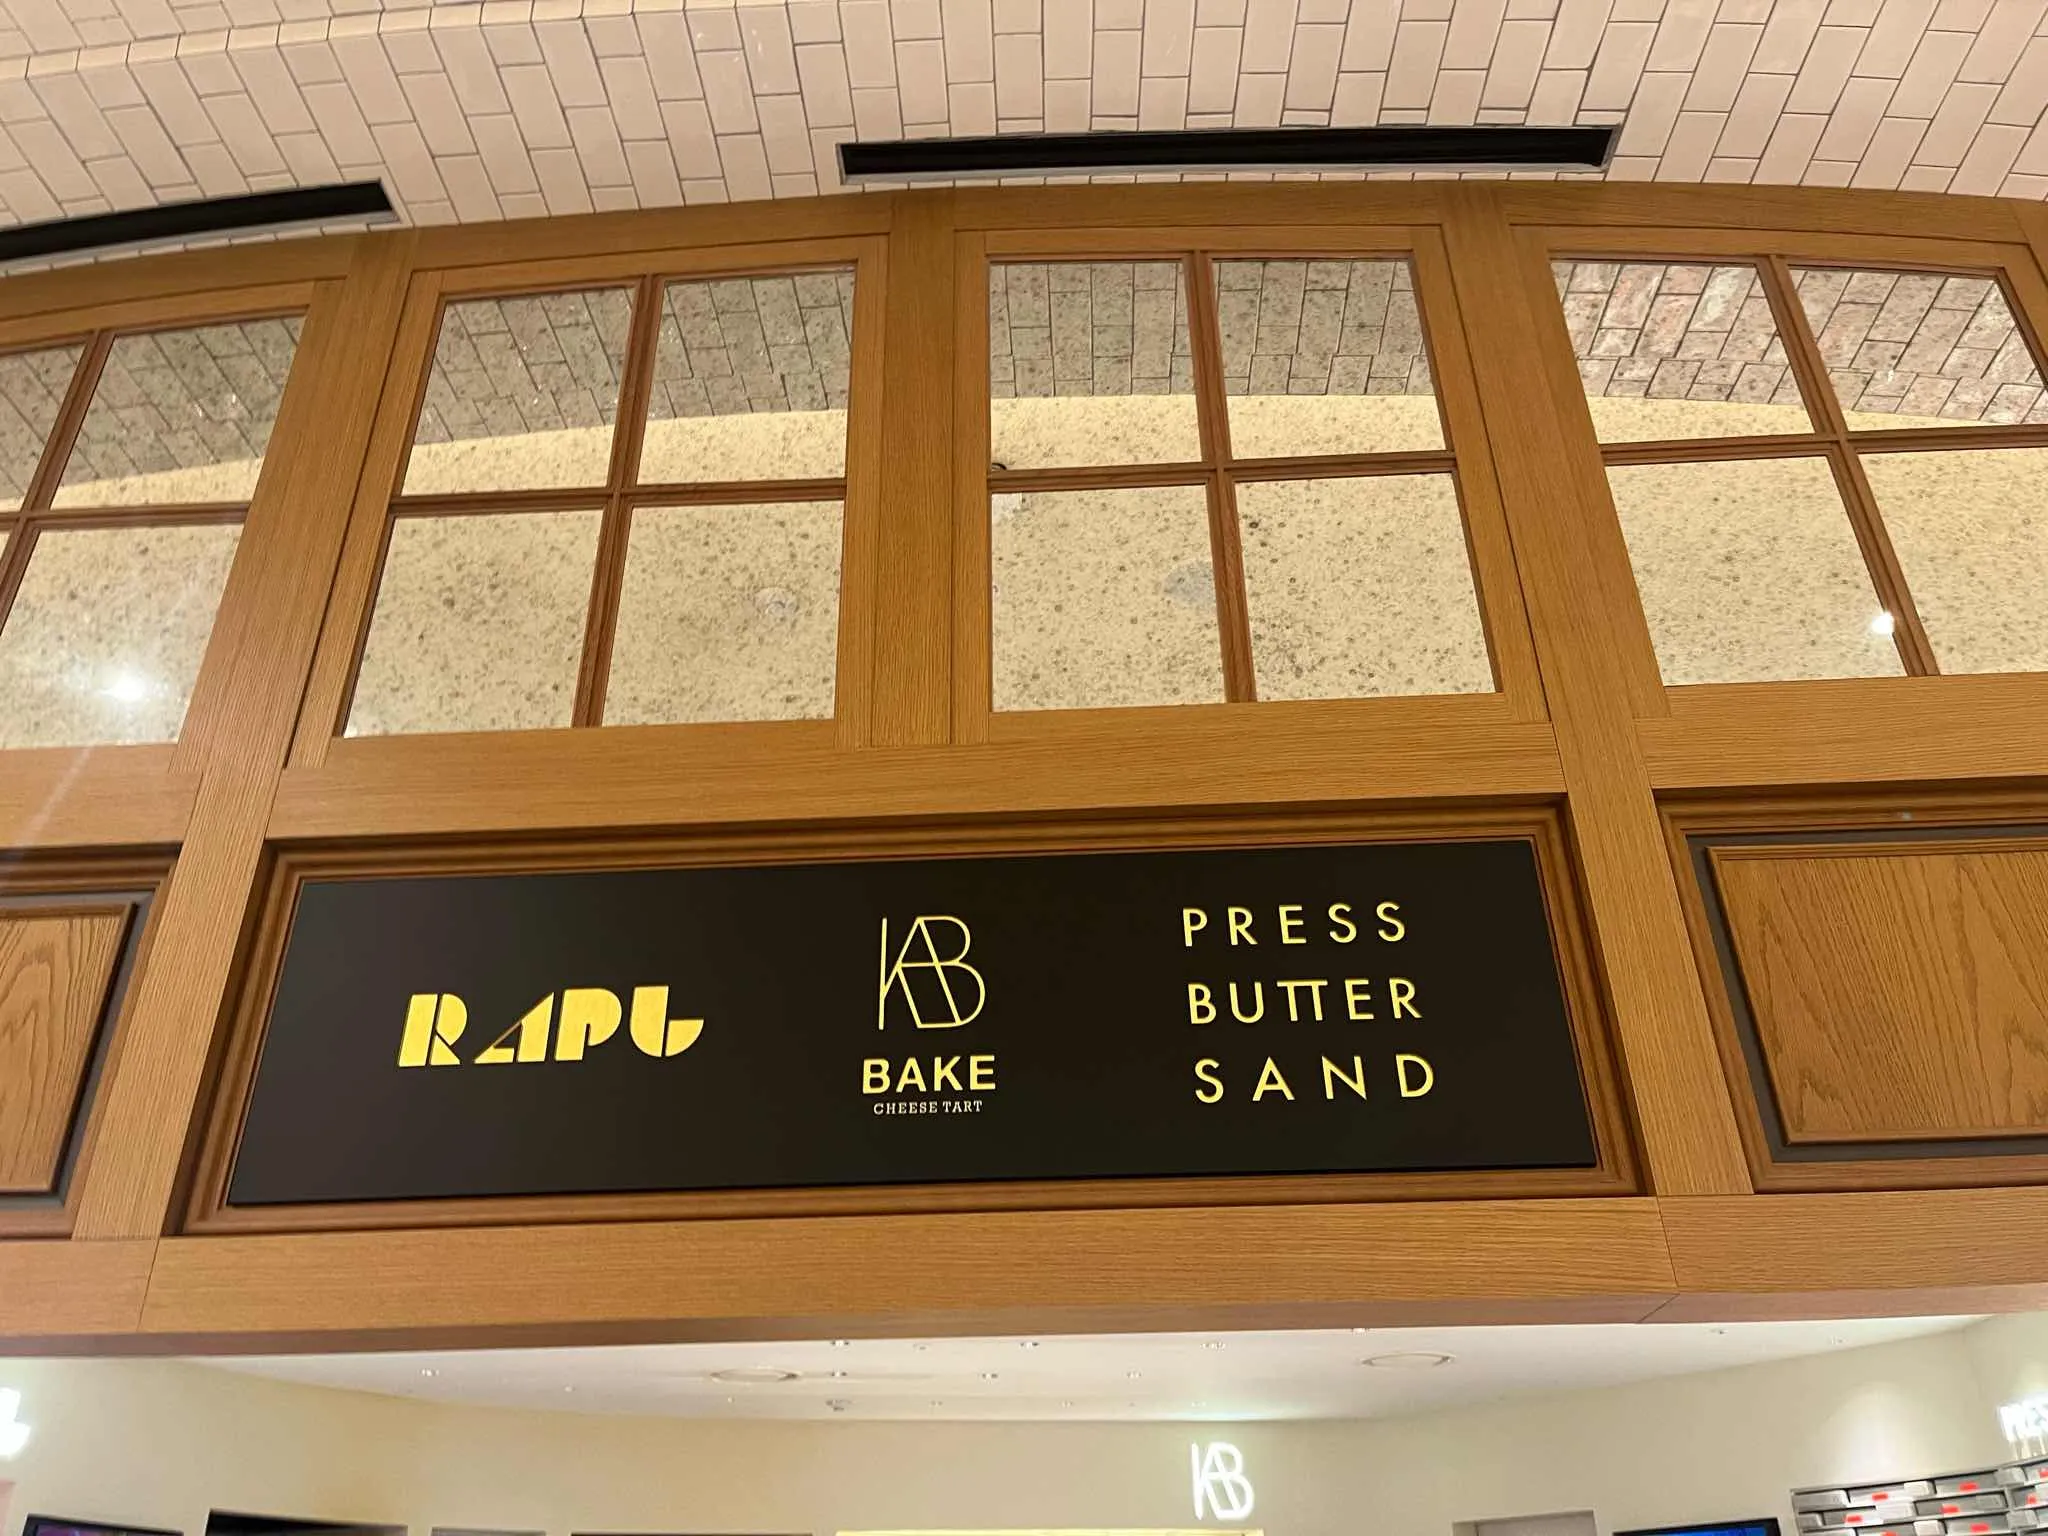 RAPL
BAKE
CHEESE TART
PRESS
BUTTER
SAND